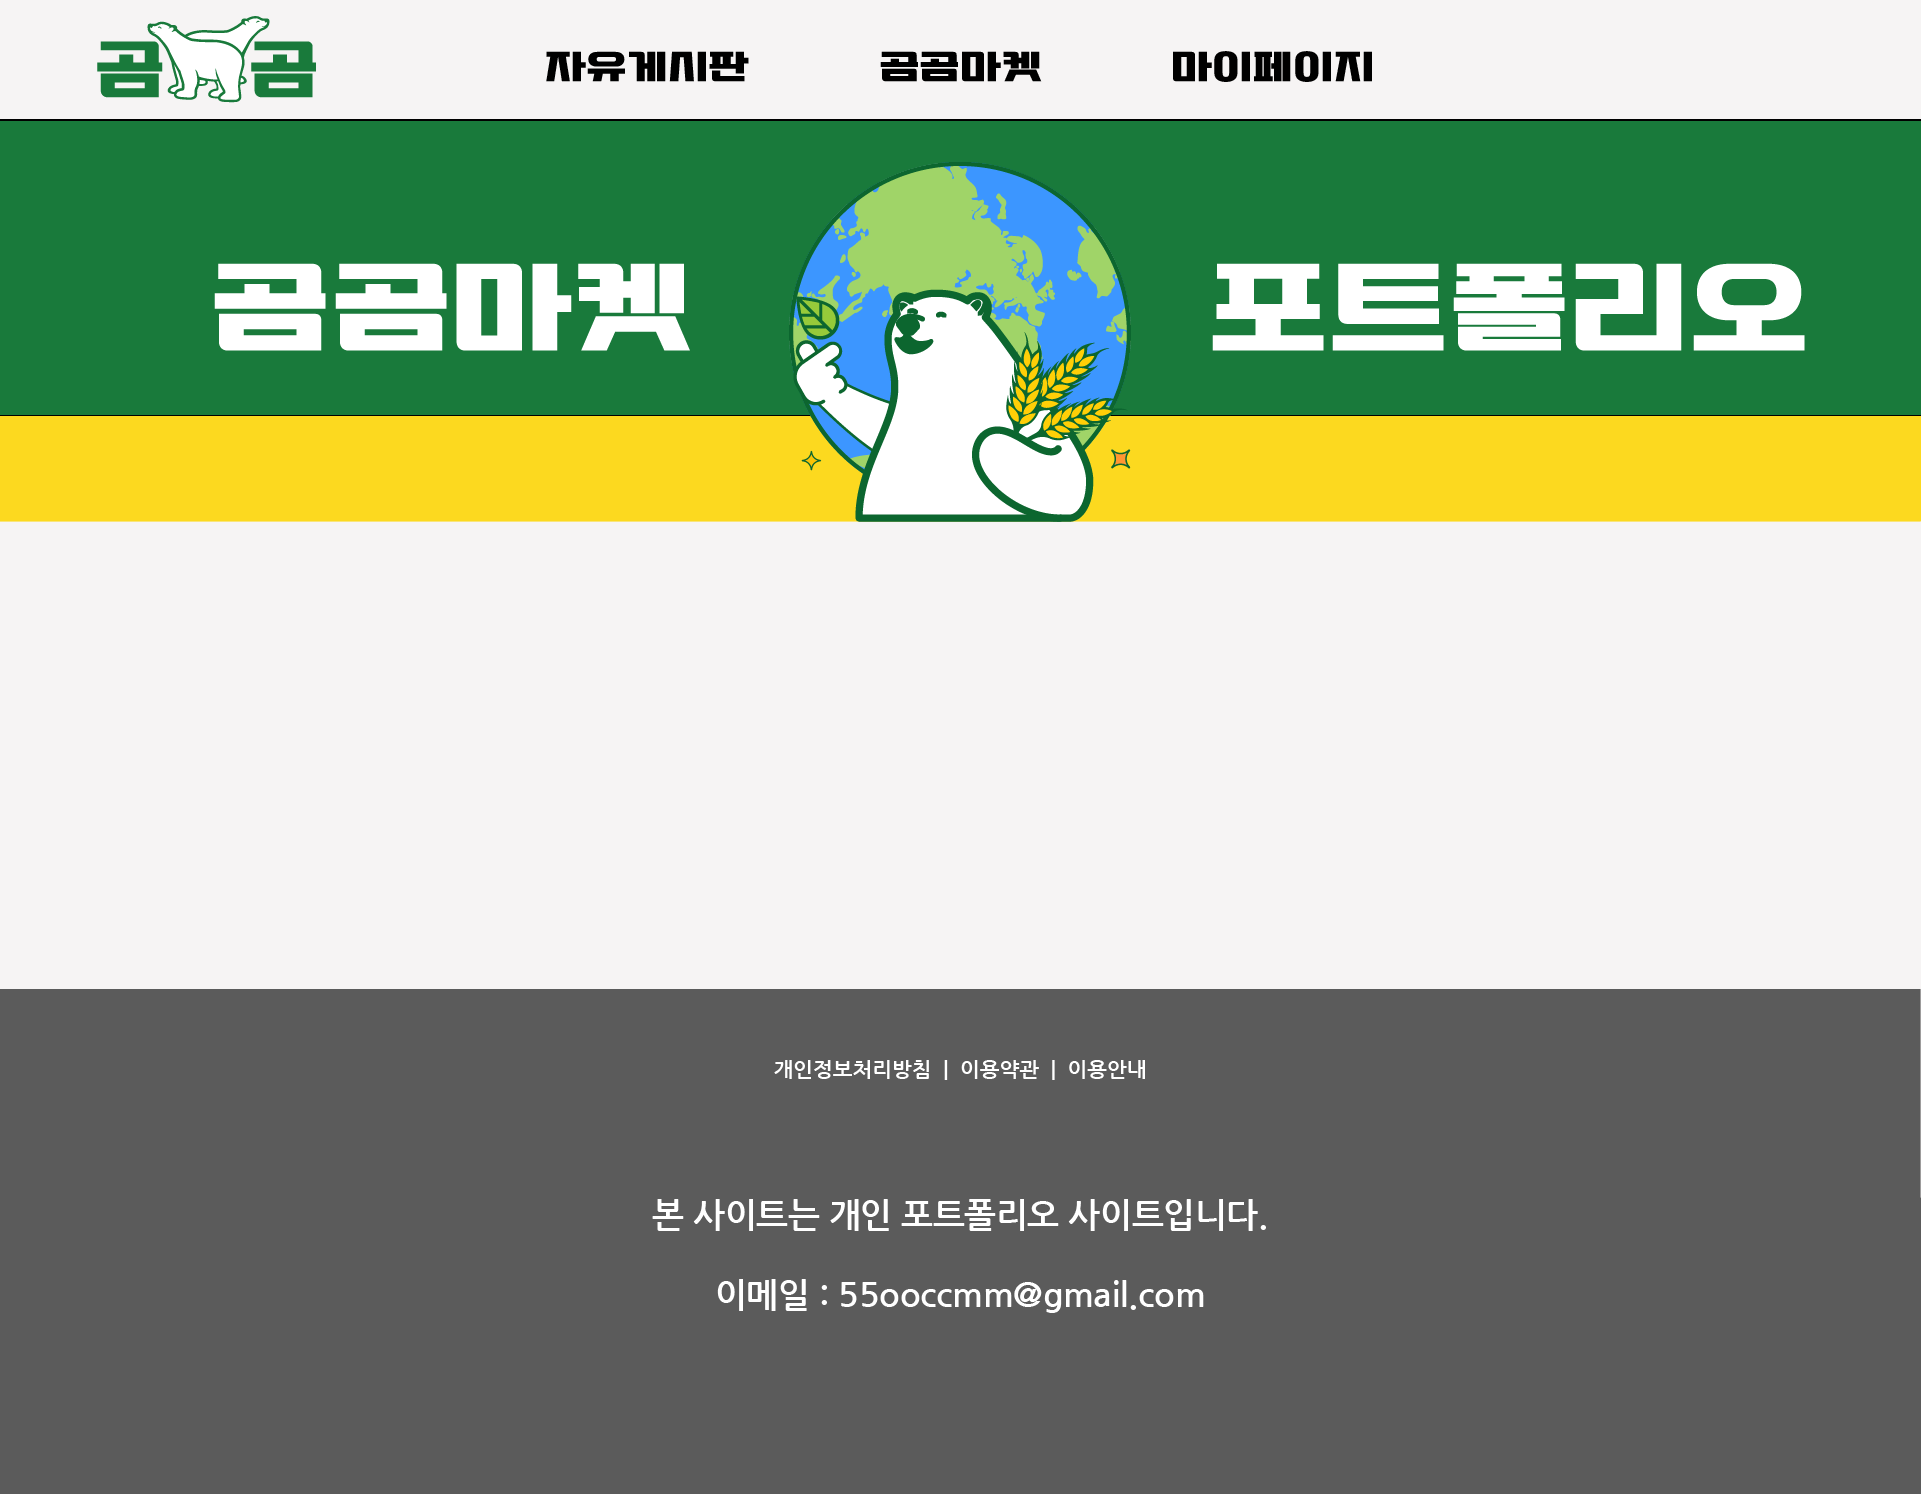 곰곰
자유게시판 곰곰마켓 마이페이지
곰곰마켓 포트폴리오
개인정보처리방침 | 이용약관 | 이용안내
본 사이트는 개인 포트폴리오 사이트입니다.
이메일 : 55ooccmm@gmail.com